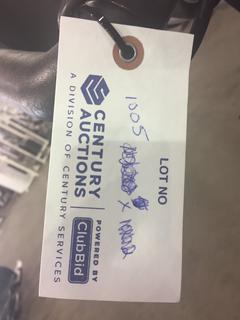 LOT NO
1005
x
CENTURY
AUCTIONS
A DIVISION OF CENTURY SERVICES
POWERED BY
ClubBid